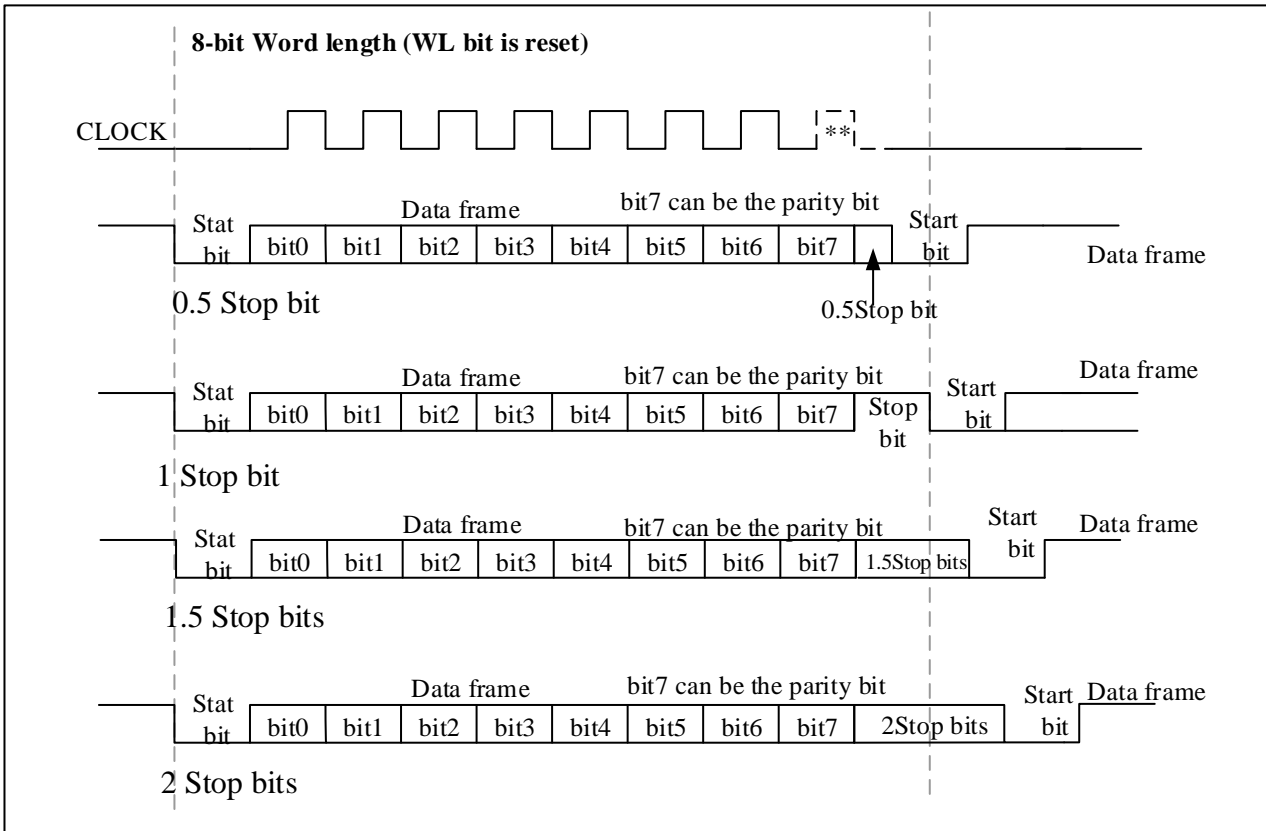 8-bit Word length (WL bit is reset)
CLOCK
**
Stat bit
Data frame
bit7 can be the parity bit
Start bit
bit0 bit1 bit2 bit3 bit4 bit5 bit6 bit7
Data frame
0.5 Stop bit
0.5Stop bit
Stat bit
Data frame
bit7 can be the parity bit
Start bit
Data frame
bit0 bit1 bit2 bit3 bit4 bit5 bit6 bit7
Stop bit
1 Stop bit
Stat bit
Data frame
bit7 can be the parity bit
Start bit
Data frame
bit0 bit1 bit2 bit3 bit4 bit5 bit6 bit7 1.5Stop bits
1.5 Stop bits
Stat bit
Data frame
bit7 can be the parity bit
Start bit
Data frame
bit0 bit1 bit2 bit3 bit4 bit5 bit6 bit7 2Stop bits
2 Stop bits